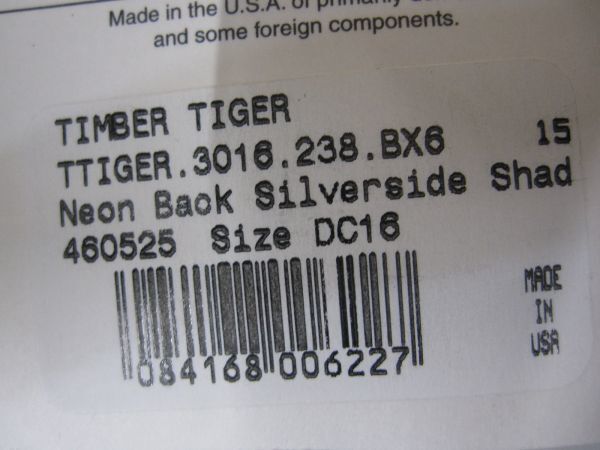 Made in the U.S.A. of primarily
and some foreign components.
TIMBER TIGER
TTIGER.3016.238.BX6 15
Neon Back Silverside Shad
460525 Size DC16
084168 006227
MADE
IN
USA